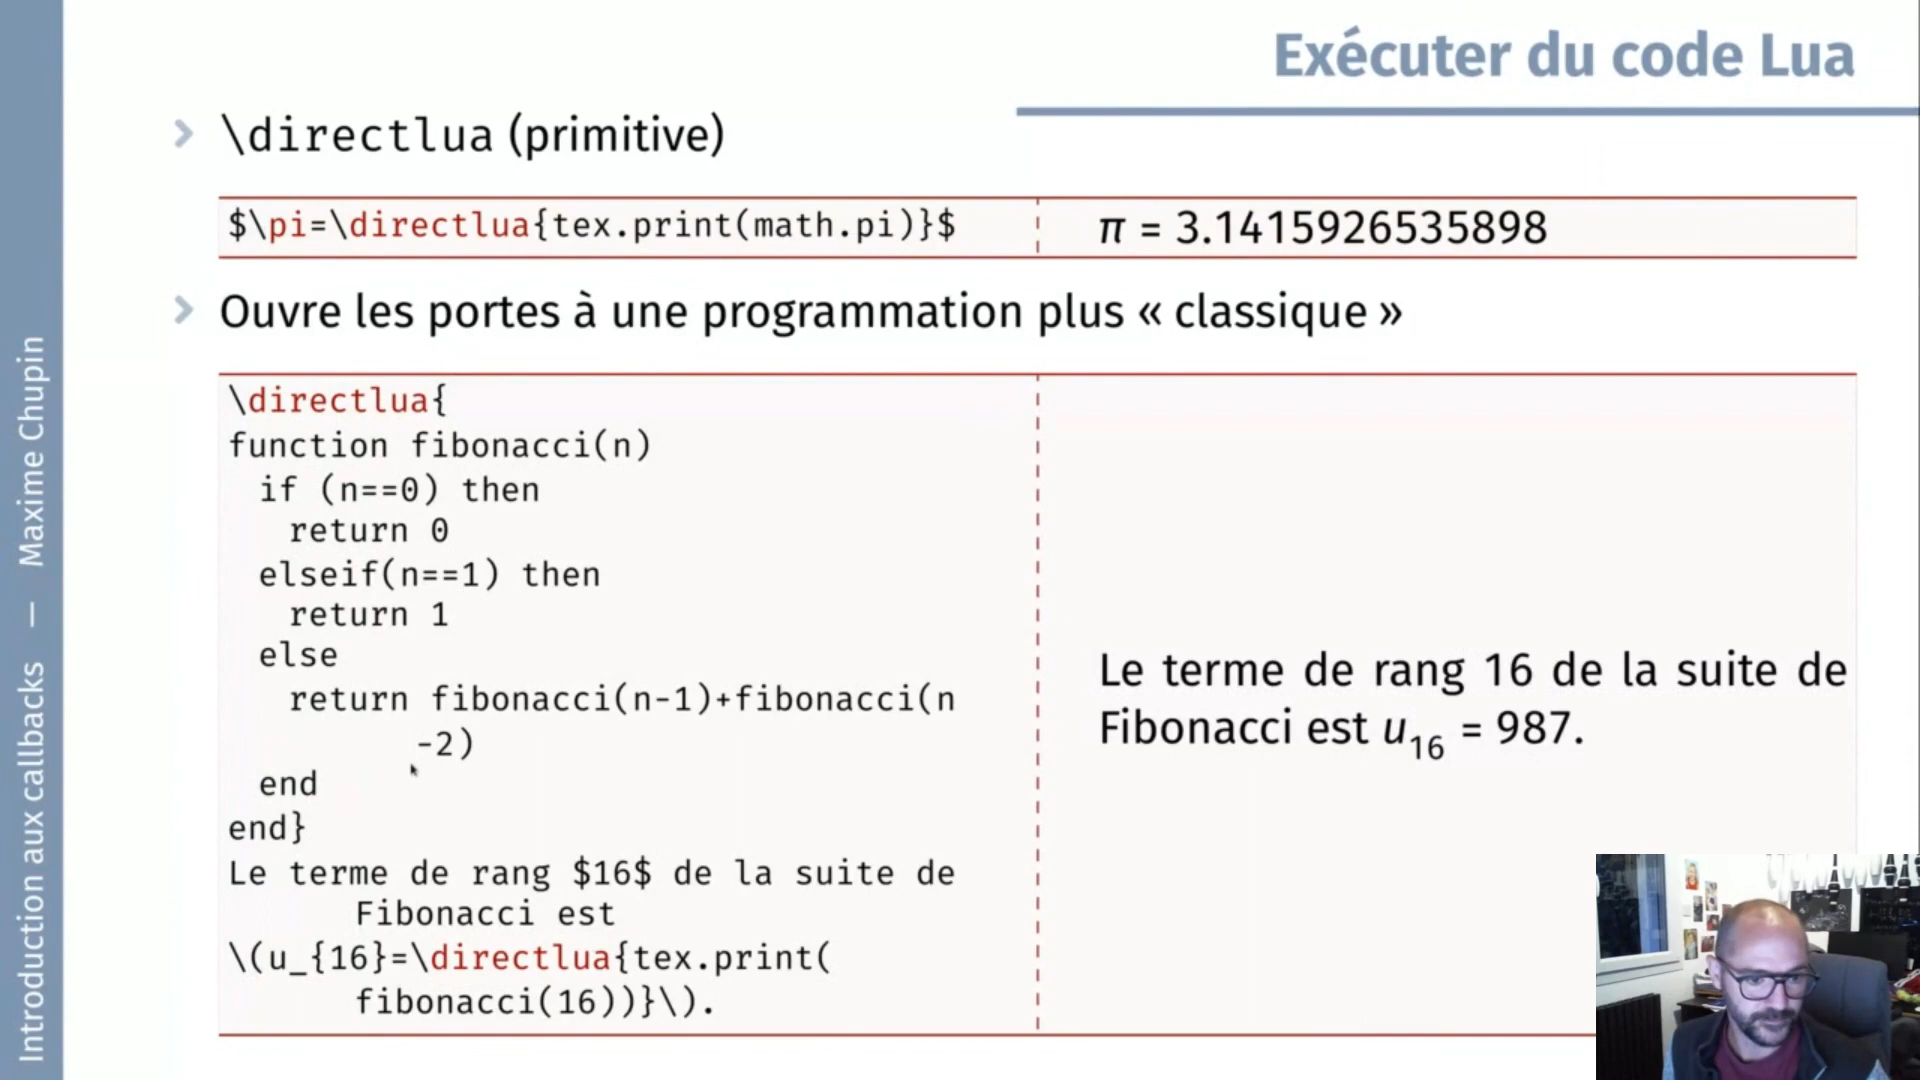 Exécuter du code Lua
\directlua (primitive)
$\pi=\directlua{tex.print(math.pi)}$
π = 3.1415926535898
Ouvre les portes à une programmation plus « classique »
\directlua{
function fibonacci(n)
if (n==0) then
return 0
elseif(n==1) then
return 1
else
return fibonacci(n-1)+fibonacci(n
-2)
end
end}
Le terme de rang $16$ de la suite de
Fibonacci est
\(u_{16}=\directlua{tex.print(
fibonacci(16))}\).
Le terme de rang 16 de la suite de
Fibonacci est u16 = 987.
Introduction aux callbacks — Maxime Chupin